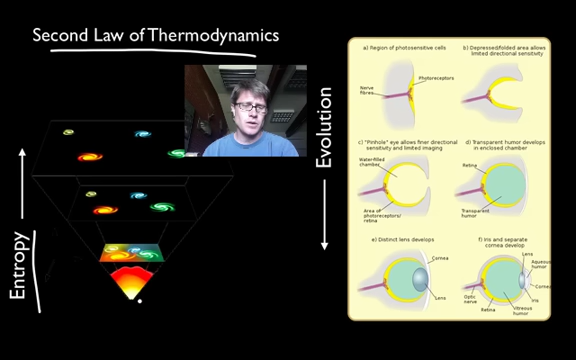 Second Law of Thermodynamics
Entropy
Evolution
a) Region of photosensitive cells
Nerve
fibres
Photoreceptors
b) Depressed/folded area allows
limited directional sensitivity
c) "Pinhole" eye allows finer directional
sensitivity and limited imaging
Water-filled
chamber
Area of
photoreceptors/
retina
d) Transparent humor develops
in enclosed chamber
Retina
Transparent
humor
e) Distinct lens develops
Cornea
Lens
Optic
nerve
Retina
f) Iris and separate
cornea develop
Lens
Aqueous
humor
Cornea
Iris
Vitreous
humor